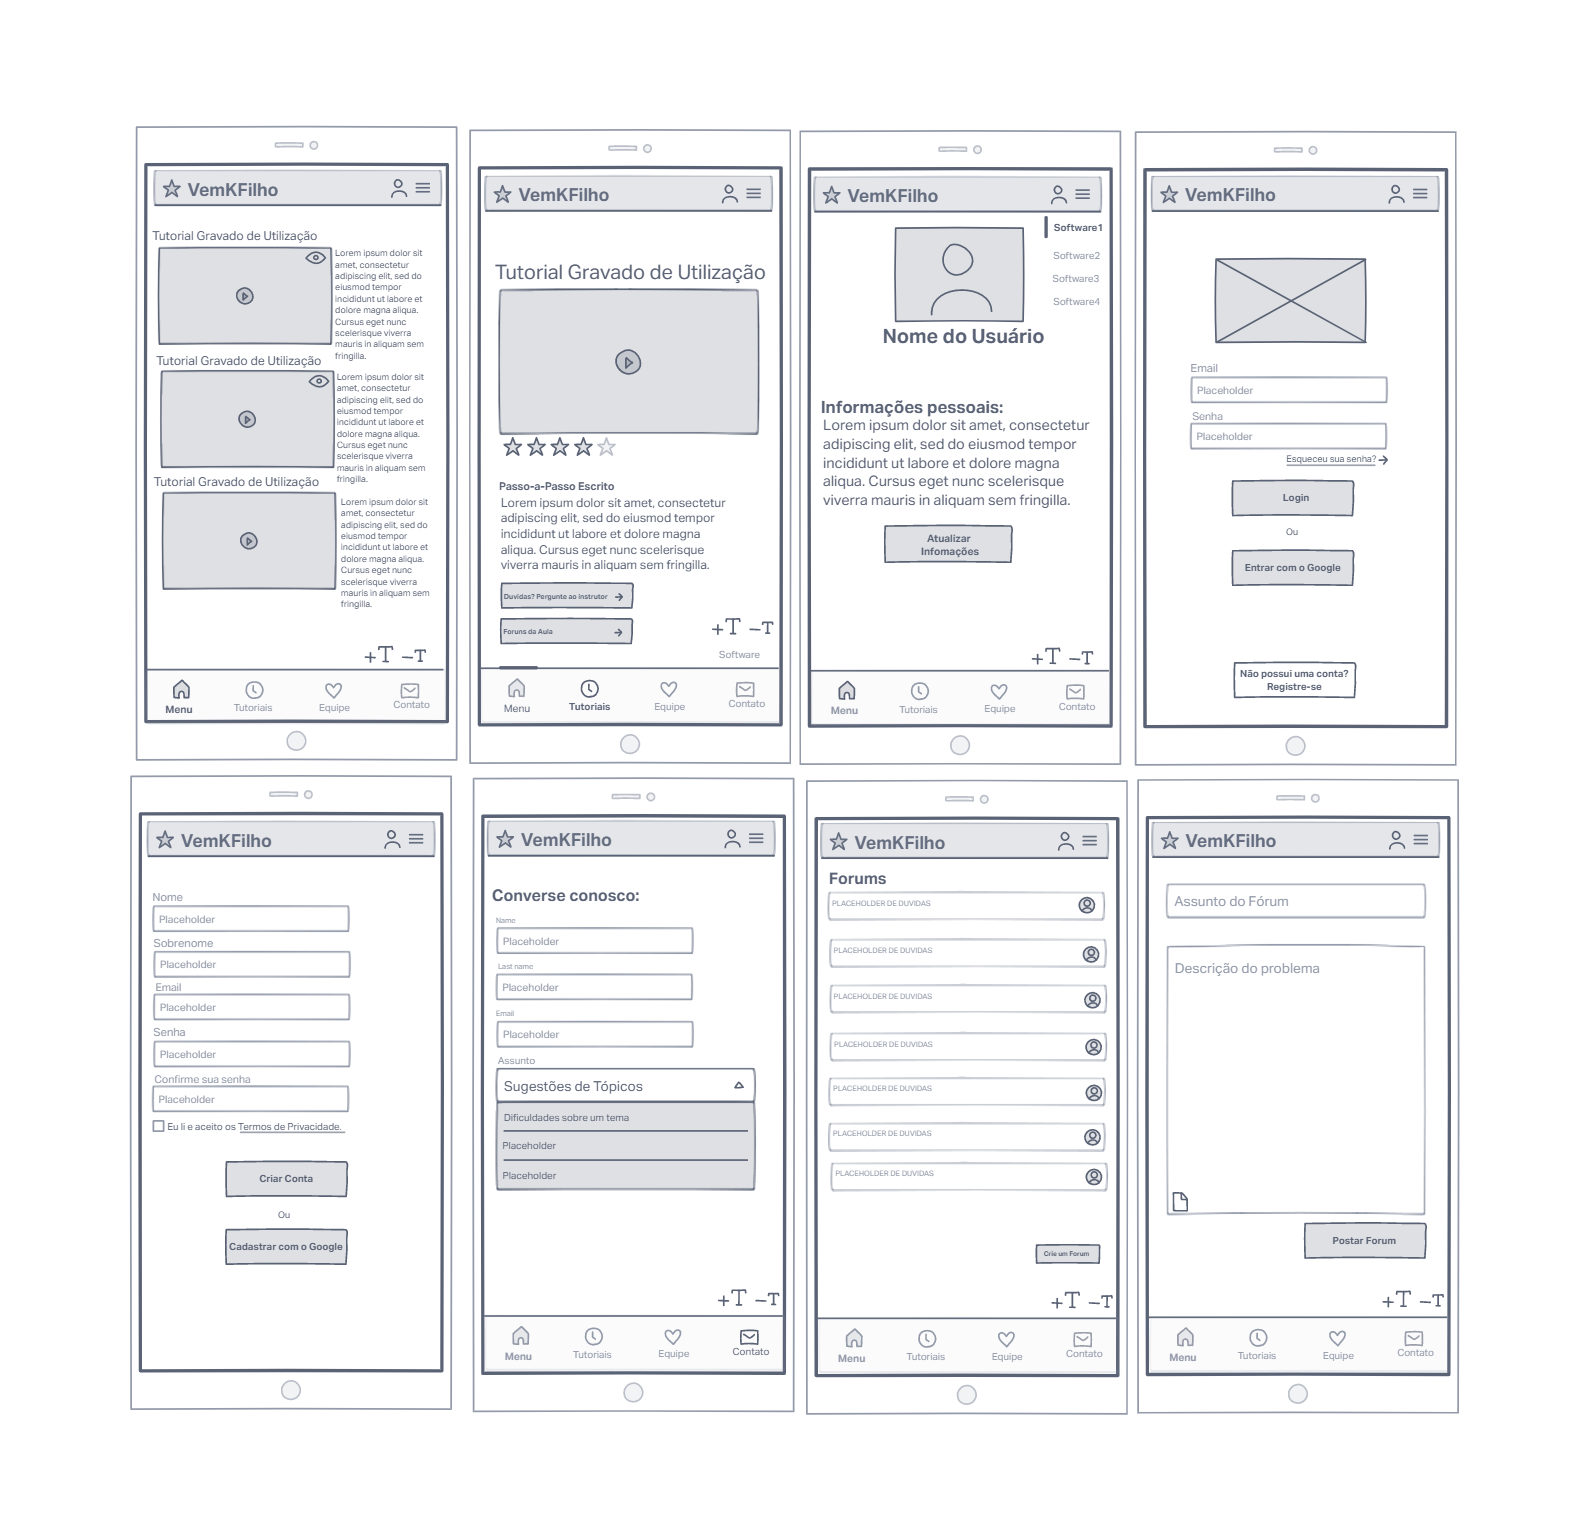 VemKFilho
Tutorial Gravado de Utilização
Lorem ipsum dolor sit
amet, consectetur
adipiscing elit, sed do
eiusmod tempor
incididunt ut labore et
dolore magna aliqua.
Cursus eget nunc
scelerisque viverra
mauris in aliquam sem
fringilla.
Tutorial Gravado de Utilização
Lorem ipsum dolor sit
amet, consectetur
adipiscing elit, sed do
eiusmod tempor
incididunt ut labore et
dolore magna aliqua.
Cursus eget nunc
scelerisque viverra
mauris in aliquam sem
fringilla.
Tutorial Gravado de Utilização
Lorem ipsum dolor sit
amet, consectetur
adipiscing elit, sed do
eiusmod tempor
incididunt ut labore et
dolore magna aliqua.
Cursus eget nunc
scelerisque viverra
mauris in aliquam sem
fringilla.
+T −T
Menu Tutoriais Equipe Contato
VemKFilho
Tutorial Gravado de Utilização
Passo-a-Passo Escrito
Lorem ipsum dolor sit amet, consectetur
adipiscing elit, sed do eiusmod tempor
incididunt ut labore et dolore magna
aliqua. Cursus eget nunc scelerisque
viverra mauris in aliquam sem fringilla.
Duvidas? Pergunte ao instrutor
Foruns da Aula
+T −T
Software
Menu Tutoriais Equipe Contato
VemKFilho
Software1
Software2
Software3
Software4
Nome do Usuário
Informações pessoais:
Lorem ipsum dolor sit amet, consectetur
adipiscing elit, sed do eiusmod tempor
incididunt ut labore et dolore magna
aliqua. Cursus eget nunc scelerisque
viverra mauris in aliquam sem fringilla.
Atualizar
Infomações
+T −T
Menu Tutoriais Equipe Contato
VemKFilho
Email
Placeholder
Senha
Placeholder
Esqueceu sua senha?
Login
Ou
Entrar com o Google
Não possui uma conta?
Registre-se
VemKFilho
Nome
Placeholder
Sobrenome
Placeholder
Email
Placeholder
Senha
Placeholder
Confirme sua senha
Placeholder
Eu li e aceito os Termos de Privacidade.
Criar Conta
Ou
Cadastrar com o Google
VemKFilho
Converse conosco:
Name
Placeholder
Last name
Placeholder
Email
Placeholder
Assunto
Sugestões de Tópicos
Dificuldades sobre um tema
Placeholder
Placeholder
+T −T
Menu Tutoriais Equipe Contato
VemKFilho
Forums
PLACEHOLDER DE DUVIDAS
PLACEHOLDER DE DUVIDAS
PLACEHOLDER DE DUVIDAS
PLACEHOLDER DE DUVIDAS
PLACEHOLDER DE DUVIDAS
PLACEHOLDER DE DUVIDAS
PLACEHOLDER DE DUVIDAS
Crie um Forum
+T −T
Menu Tutoriais Equipe Contato
VemKFilho
Assunto do Fórum
Descrição do problema
Postar Forum
+T −T
Menu Tutoriais Equipe Contato